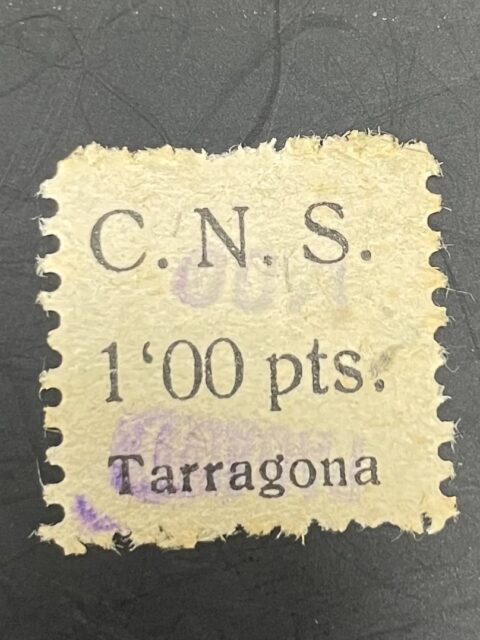 C. N. S.
1‘00 pts.
Tarragona